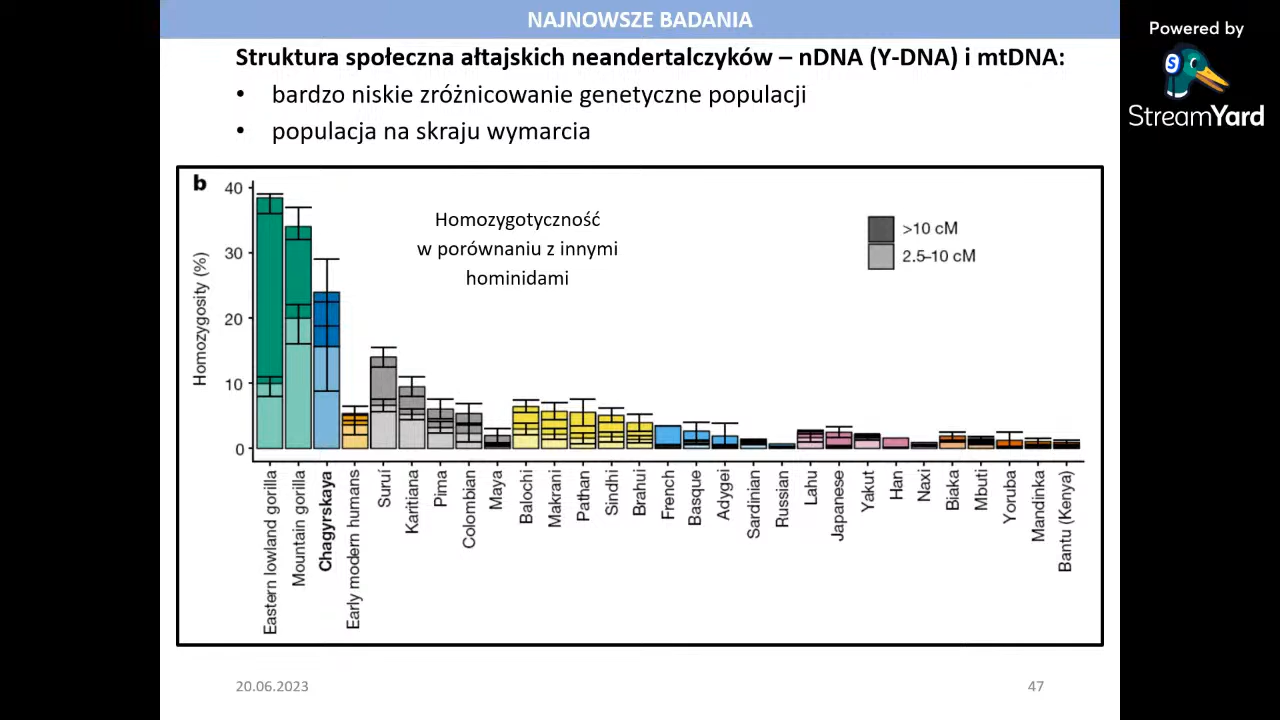 NAJNOWSZE BADANIA
Powered by
StreamYard
Struktura społeczna ałtajskich neandertalczyków – nDNA (Y-DNA) i mtDNA:
• bardzo niskie zróżnicowanie genetyczne populacji
• populacja na skraju wymarcia
b
Homozygotyczność
w porównaniu z innymi
hominidami
>10 cM
2.5–10 cM
Homozygosity (%)
40
30
20
10
0
Eastern lowland gorilla
Mountain gorilla
Chagyrskaya
Early modern humans
Suruí
Karitiana
Pima
Colombian
Maya
Balochi
Makrani
Pathan
Sindhi
Brahui
French
Basque
Adygei
Sardinian
Russian
Lahu
Japanese
Yakut
Han
Naxi
Biaka
Mbuti
Yoruba
Mandinka
Bantu (Kenya)
20.06.2023
47